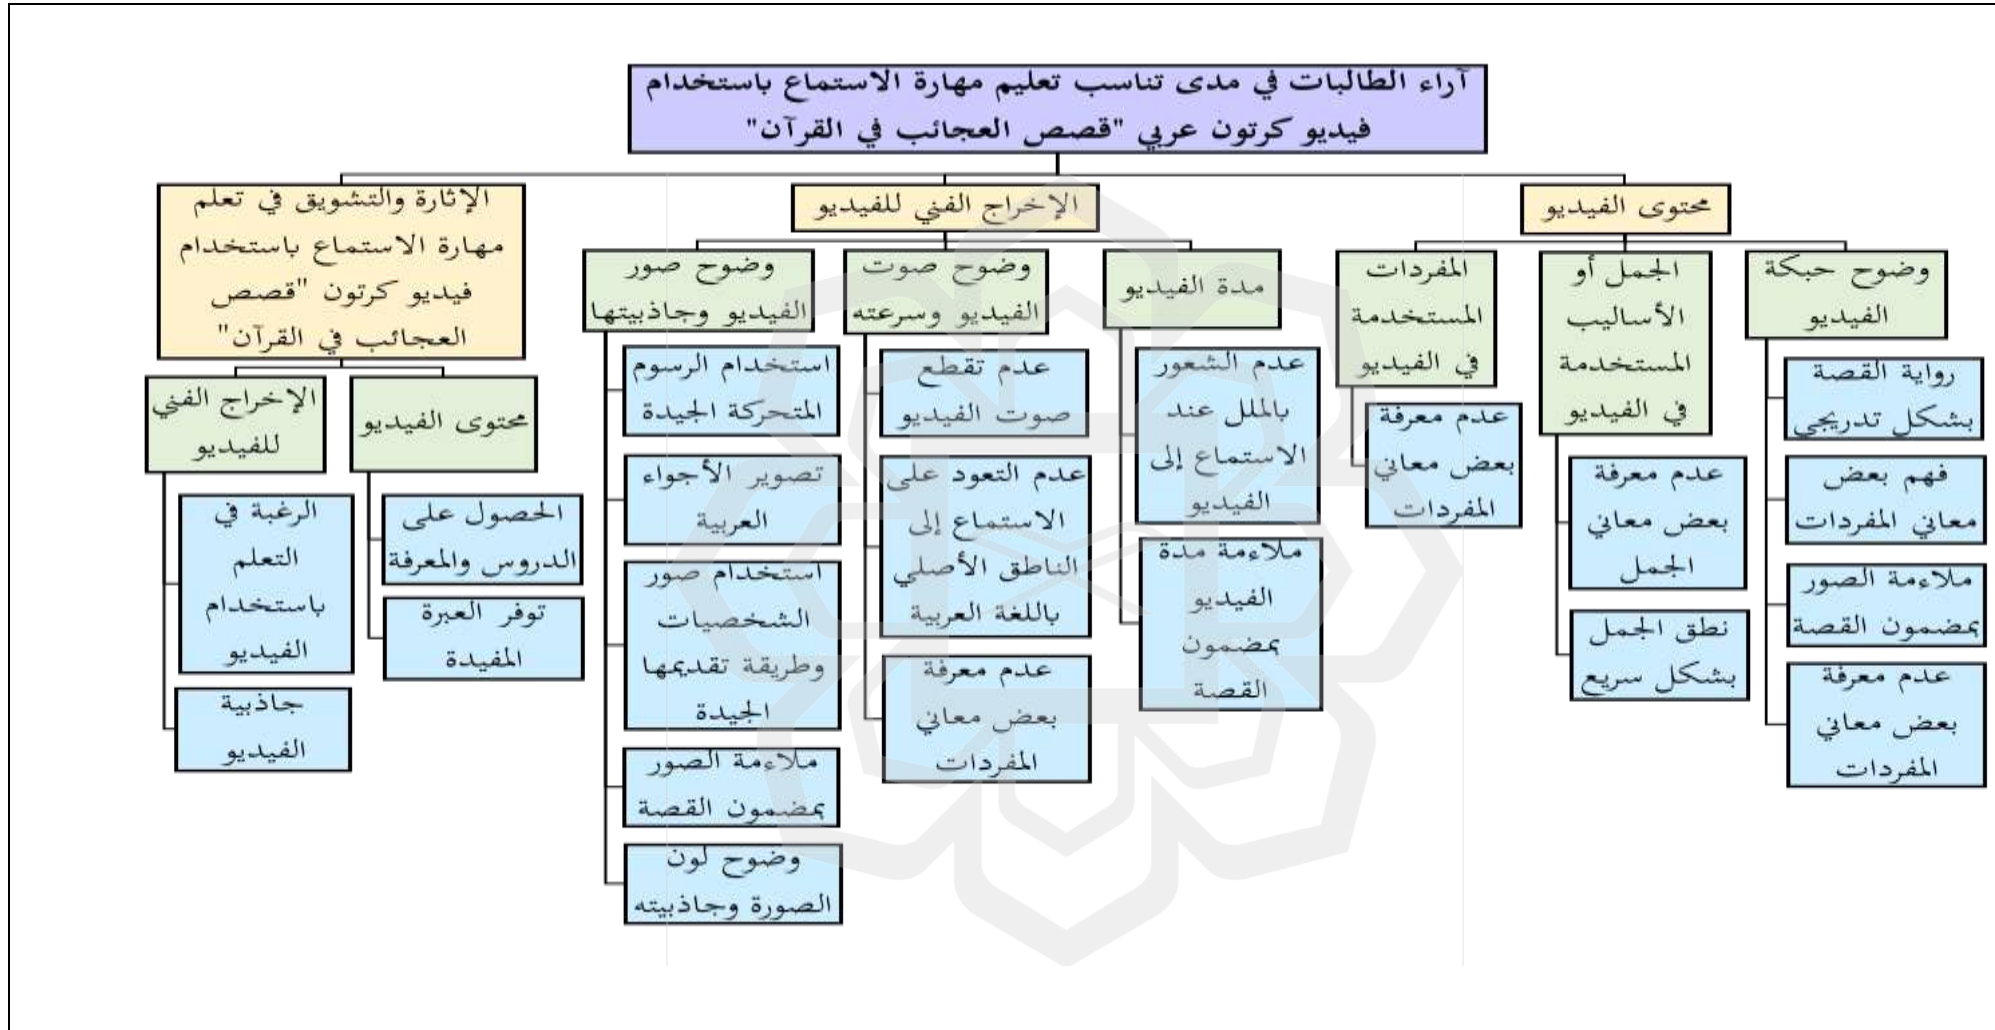 آراء الطالبات في مدى تناسب تعليم مهارة الاستماع باستخدام
فيديو كرتون عربي "قصص العجائب في القرآن"
محتوى الفيديو
وضوح حبكة
الفيديو
رواية القصة
بشكل تدريجي
فهم بعض
معاني المفردات
ملاءمة الصور
بمضمون القصة
عدم معرفة
بعض معاني
المفردات
الجمل أو
الأساليب
المستخدمة
في الفيديو
عدم معرفة
بعض معاني
الجمل
نطق الجمل
بشكل سريع
المفردات
المستخدمة
في الفيديو
عدم معرفة
بعض معاني
المفردات
الإخراج الفني للفيديو
مدة الفيديو
عدم الشعور
بالملل عند
الاستماع إلى
الفيديو
ملاءمة مدة
الفيديو
بمضمون
القصة
وضوح صوت
الفيديو وسرعته
عدم تقطع
صوت الفيديو
عدم التعود على
الاستماع إلى
الناطق الأصلي
باللغة العربية
عدم معرفة
بعض معاني
المفردات
وضوح صور
الفيديو وجاذبيتها
استخدام الرسوم
المتحركة الجيدة
تصوير الأجواء
العربية
استخدام صور
الشخصيات
وطريقة تقديمها
الجيدة
ملاءمة الصور
بمضمون القصة
وضوح لون
الصورة وجاذبيته
الإثارة والتشويق في تعلم
مهارة الاستماع باستخدام
فيديو كرتون "قصص
العجائب في القرآن"
محتوى الفيديو
الحصول على
الدروس والمعرفة
توفر العبرة
المفيدة
الإخراج الفني
للفيديو
الرغبة في
التعلم
باستخدام
الفيديو
جاذبية
الفيديو